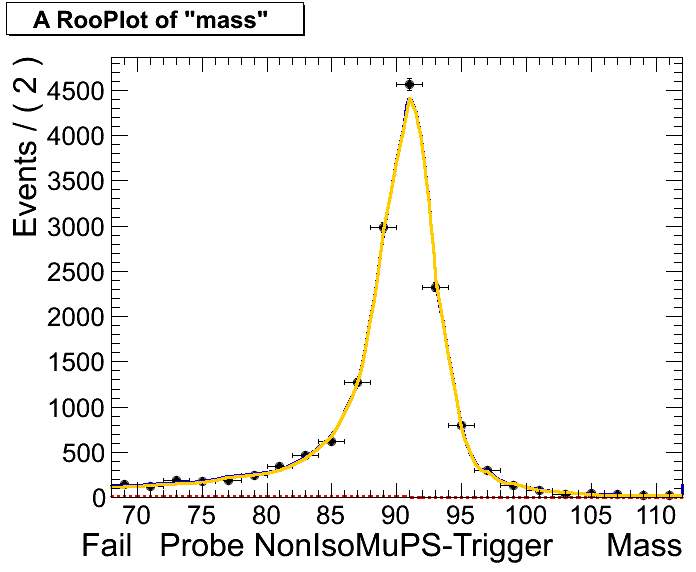 A RooPlot of "mass"
Events / ( 2 )
4500
4000
3500
3000
2500
2000
1500
1000
500
0
70 75 80 85 90 95 100 105 110
Fail Probe NonIsoMuPS-Trigger Mass